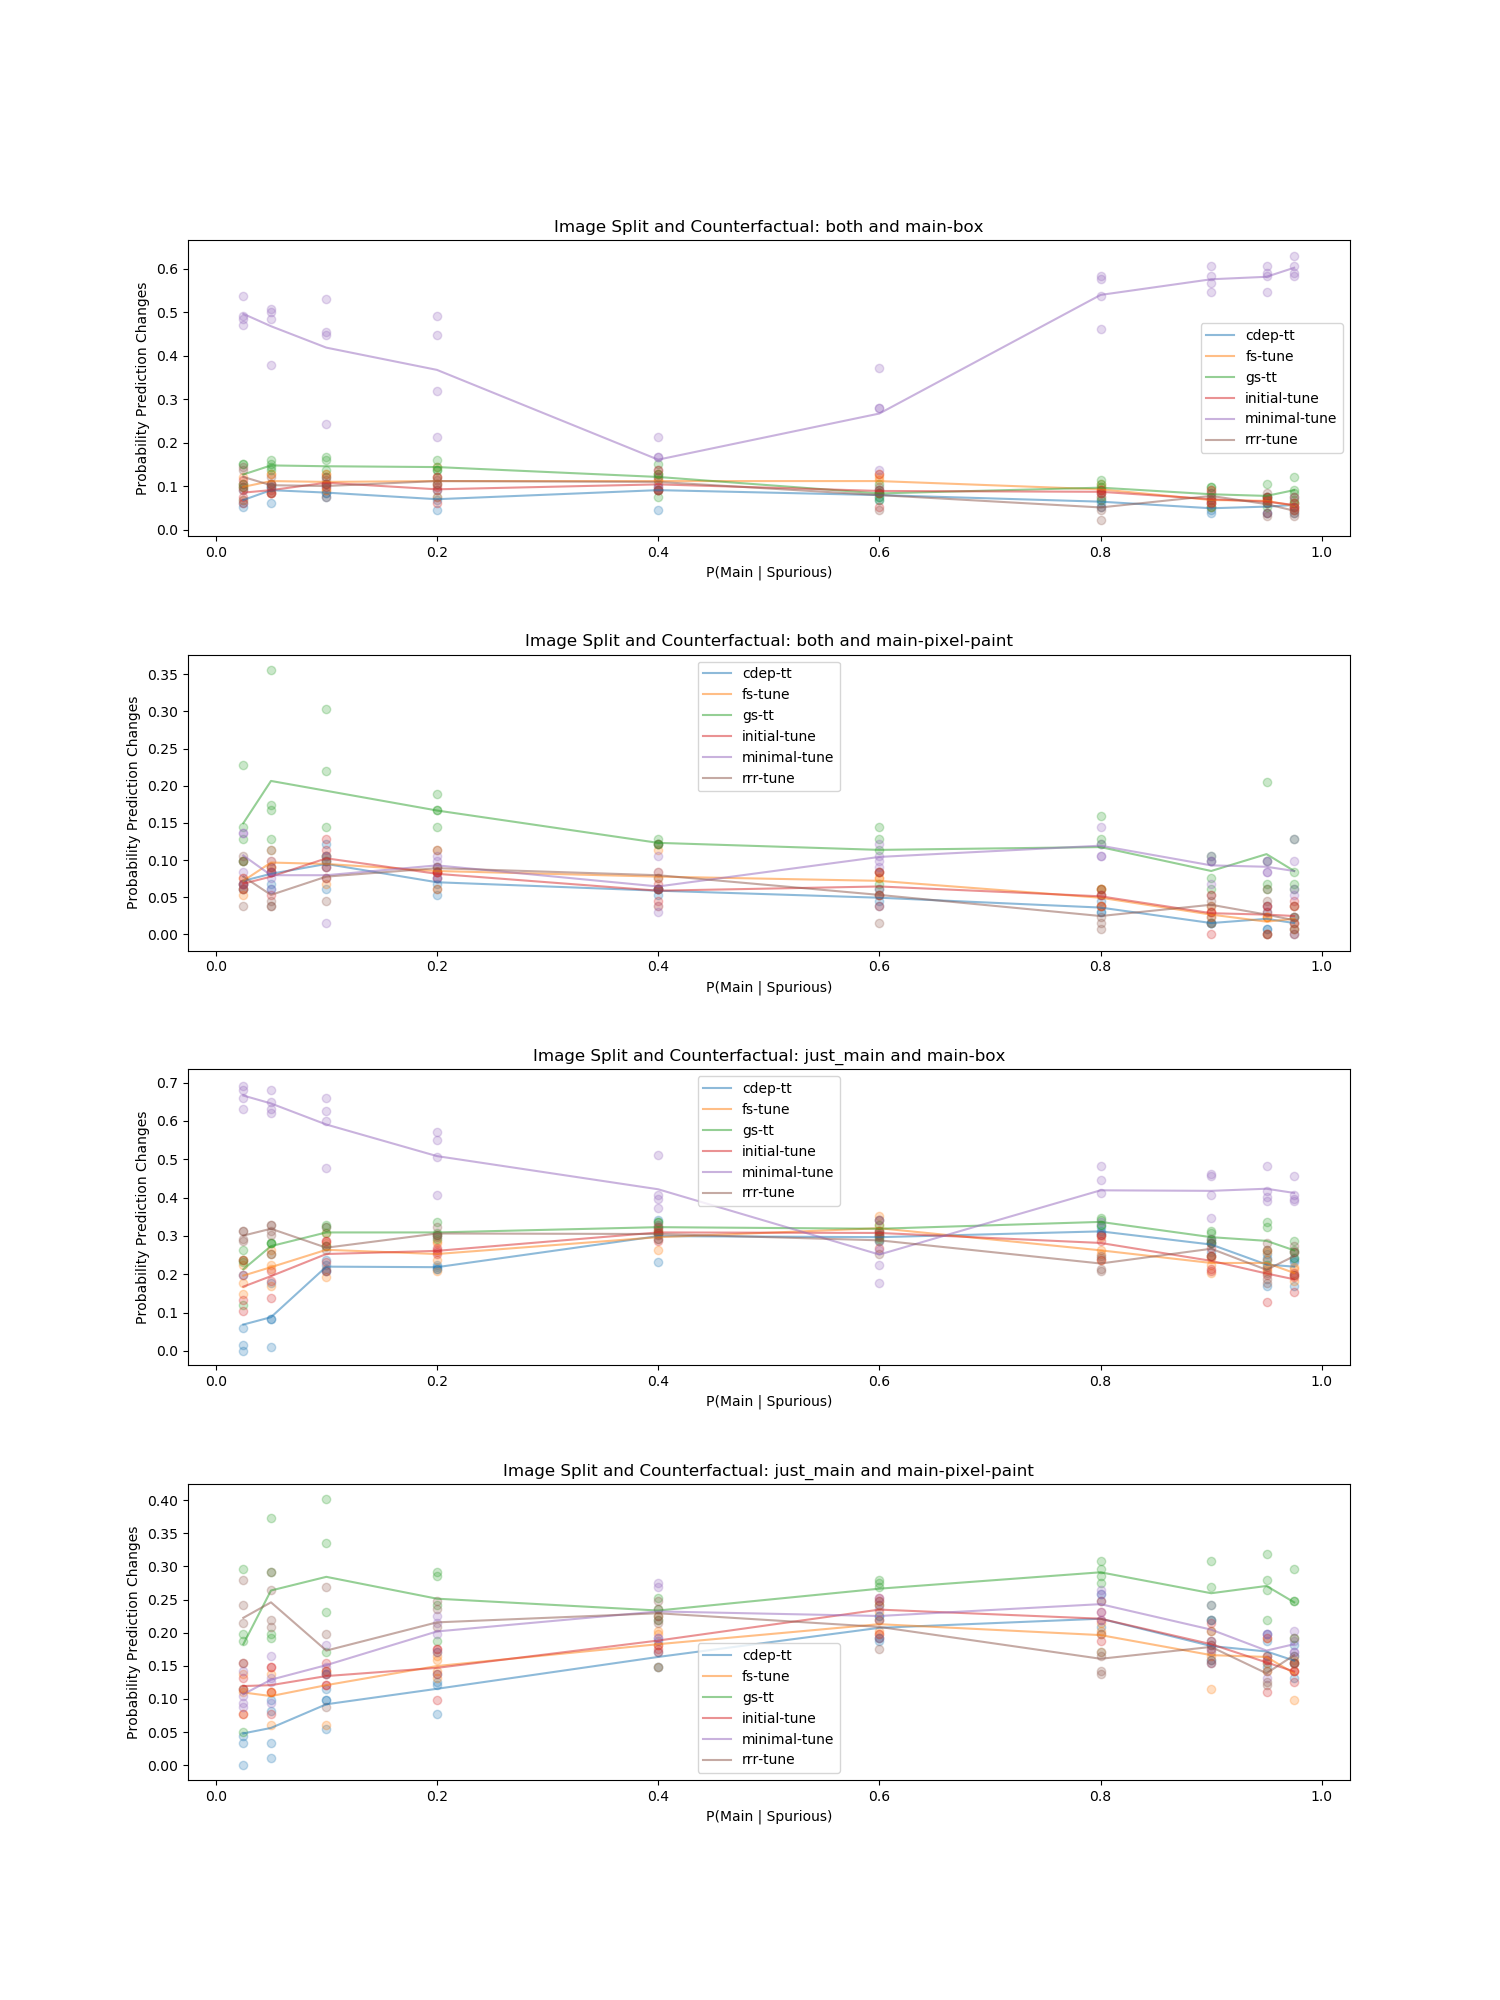 Image Split and Counterfactual: both and main-box
Probability Prediction Changes
0.6
0.5
0.4
0.3
0.2
0.1
0.0
cdep-tt
fs-tune
gs-tt
initial-tune
minimal-tune
rrr-tune
0.0 0.2 0.4 0.6 0.8 1.0
P(Main | Spurious)
Image Split and Counterfactual: both and main-pixel-paint
Probability Prediction Changes
0.35
0.30
0.25
0.20
0.15
0.10
0.05
0.00
cdep-tt
fs-tune
gs-tt
initial-tune
minimal-tune
rrr-tune
0.0 0.2 0.4 0.6 0.8 1.0
P(Main | Spurious)
Image Split and Counterfactual: just_main and main-box
Probability Prediction Changes
0.7
0.6
0.5
0.4
0.3
0.2
0.1
0.0
cdep-tt
fs-tune
gs-tt
initial-tune
minimal-tune
rrr-tune
0.0 0.2 0.4 0.6 0.8 1.0
P(Main | Spurious)
Image Split and Counterfactual: just_main and main-pixel-paint
Probability Prediction Changes
0.40
0.35
0.30
0.25
0.20
0.15
0.10
0.05
0.00
cdep-tt
fs-tune
gs-tt
initial-tune
minimal-tune
rrr-tune
0.0 0.2 0.4 0.6 0.8 1.0
P(Main | Spurious)